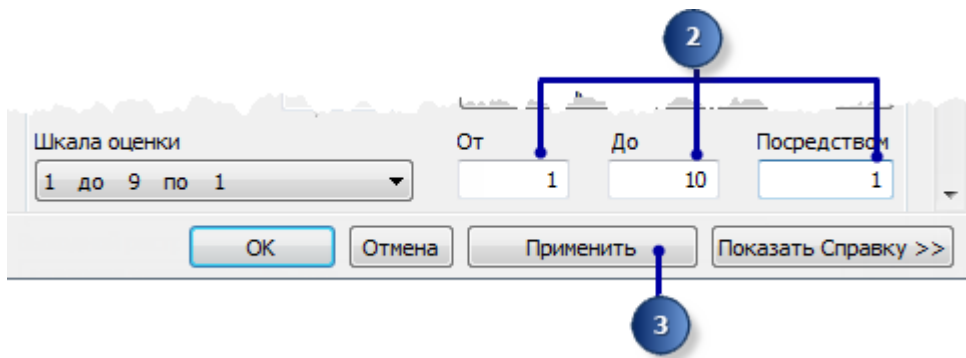 2
Шкала оценки От До Посредством
1 до 9 по 1 1 10 1
OK Отмена Применить Показать Справку >>
3